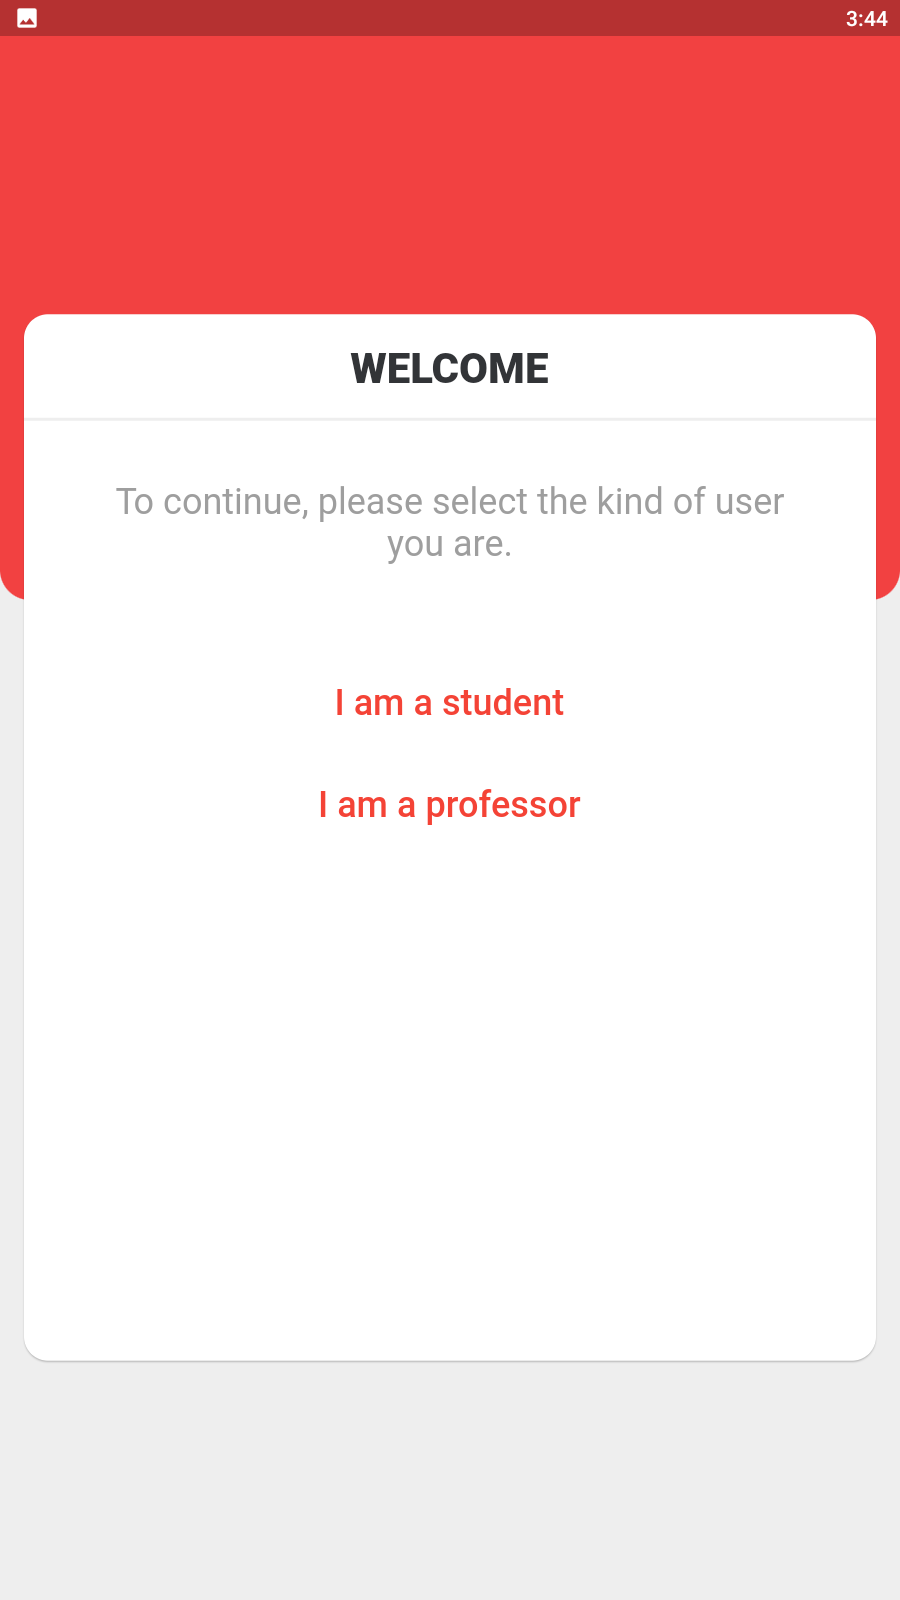 3:44
WELCOME
To continue, please select the kind of user
you are.
I am a student
I am a professor